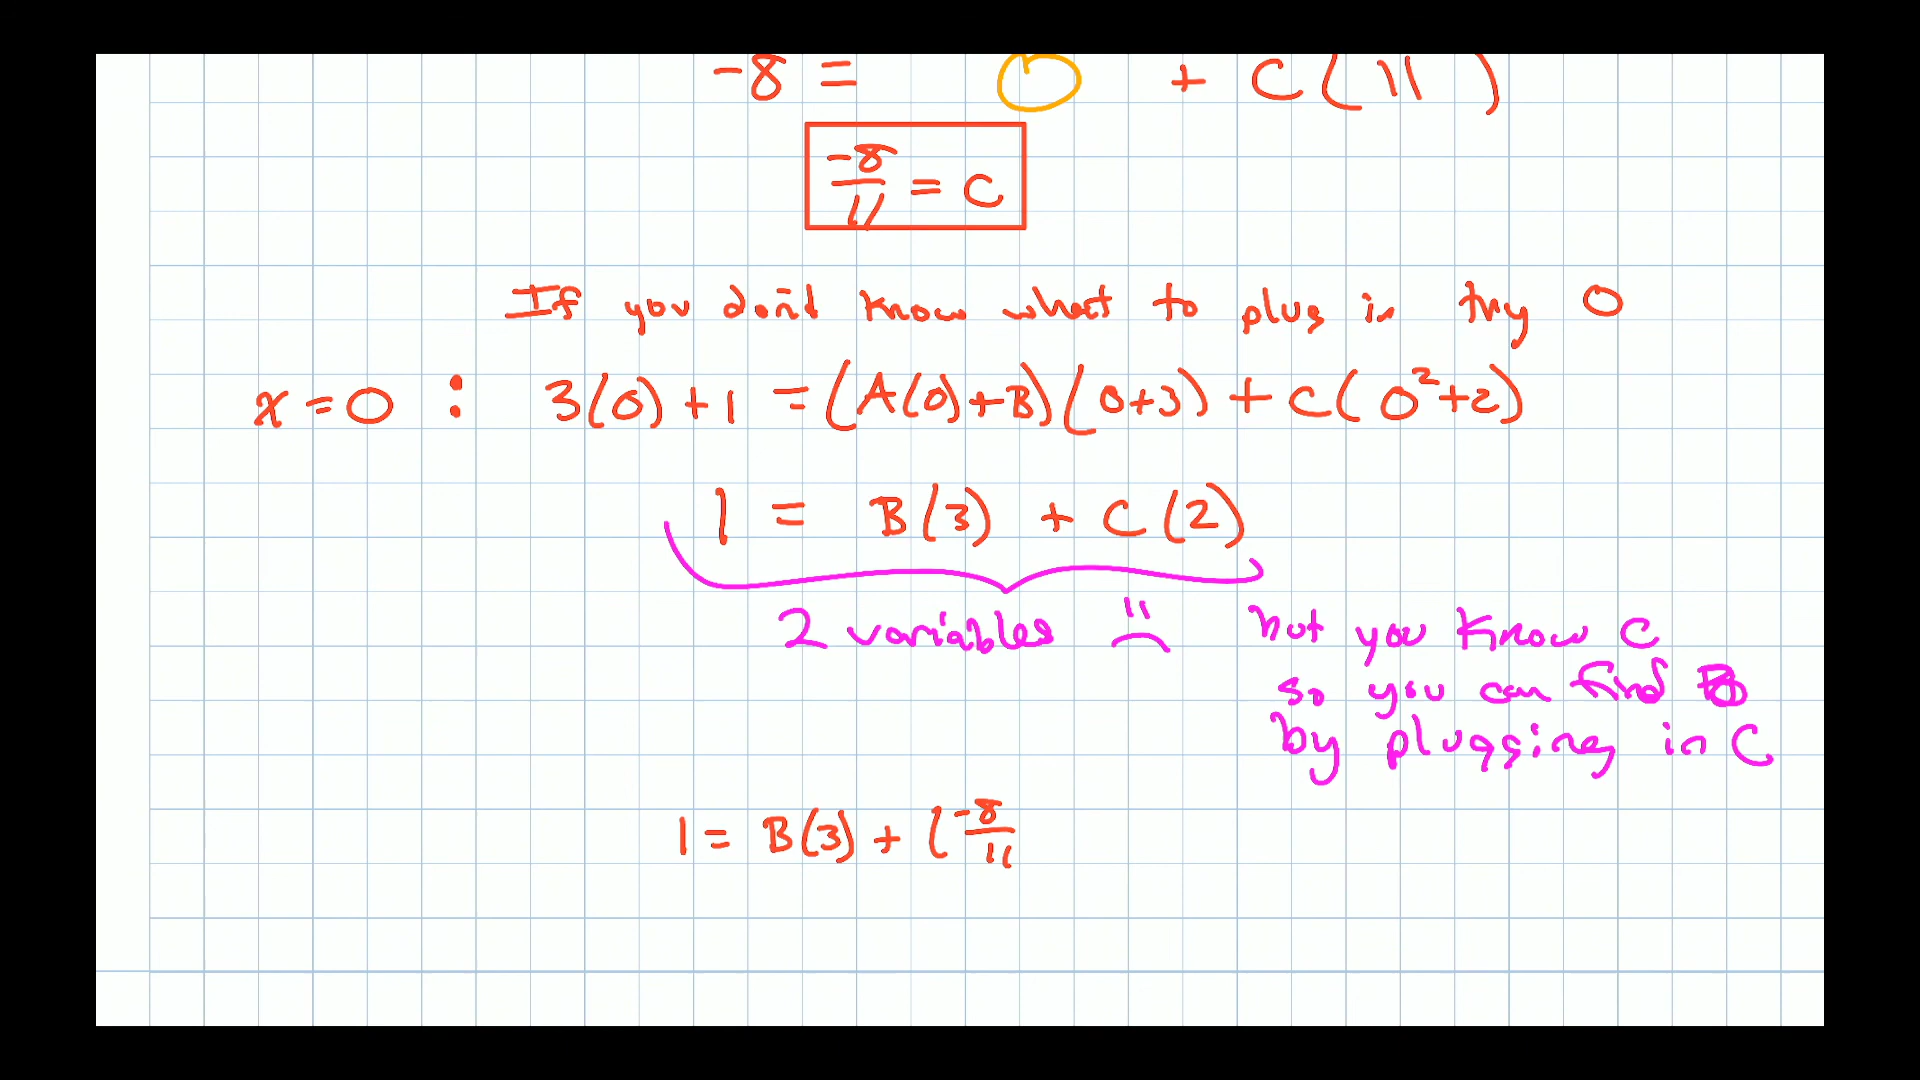 -8 = 0 + C(11)
-8/11 = C
If you don't know what to plug in try 0
x = 0 : 3(0)+1 = (A(0)+B)(0+3) + C(0²+2)
1 = B(3) + C(2)
2 variables but you know C
so you can find B
by plugging in C
1 = B(3) + (-8/11